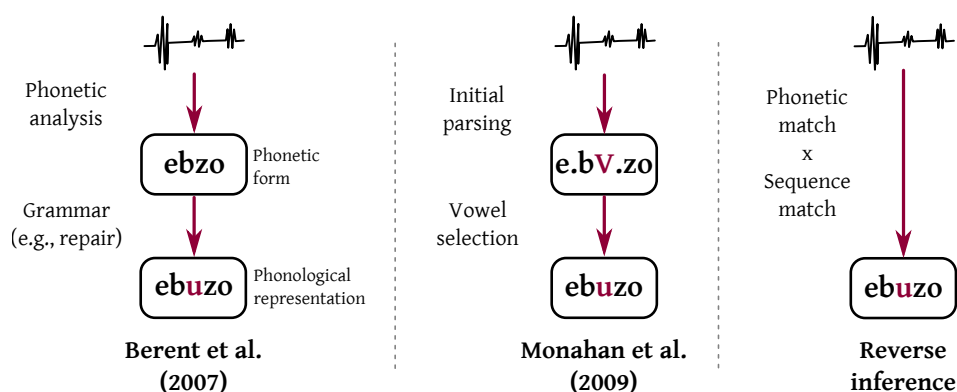 Phonetic
analysis
ebzo
Phonetic
form
Grammar
(e.g., repair)
ebuzo
Phonological
representation
Berent et al.
(2007)
Initial
parsing
e.bV.zo
Vowel
selection
ebuzo
Monahan et al.
(2009)
Phonetic
match
x
Sequence
match
ebuzo
Reverse
inference